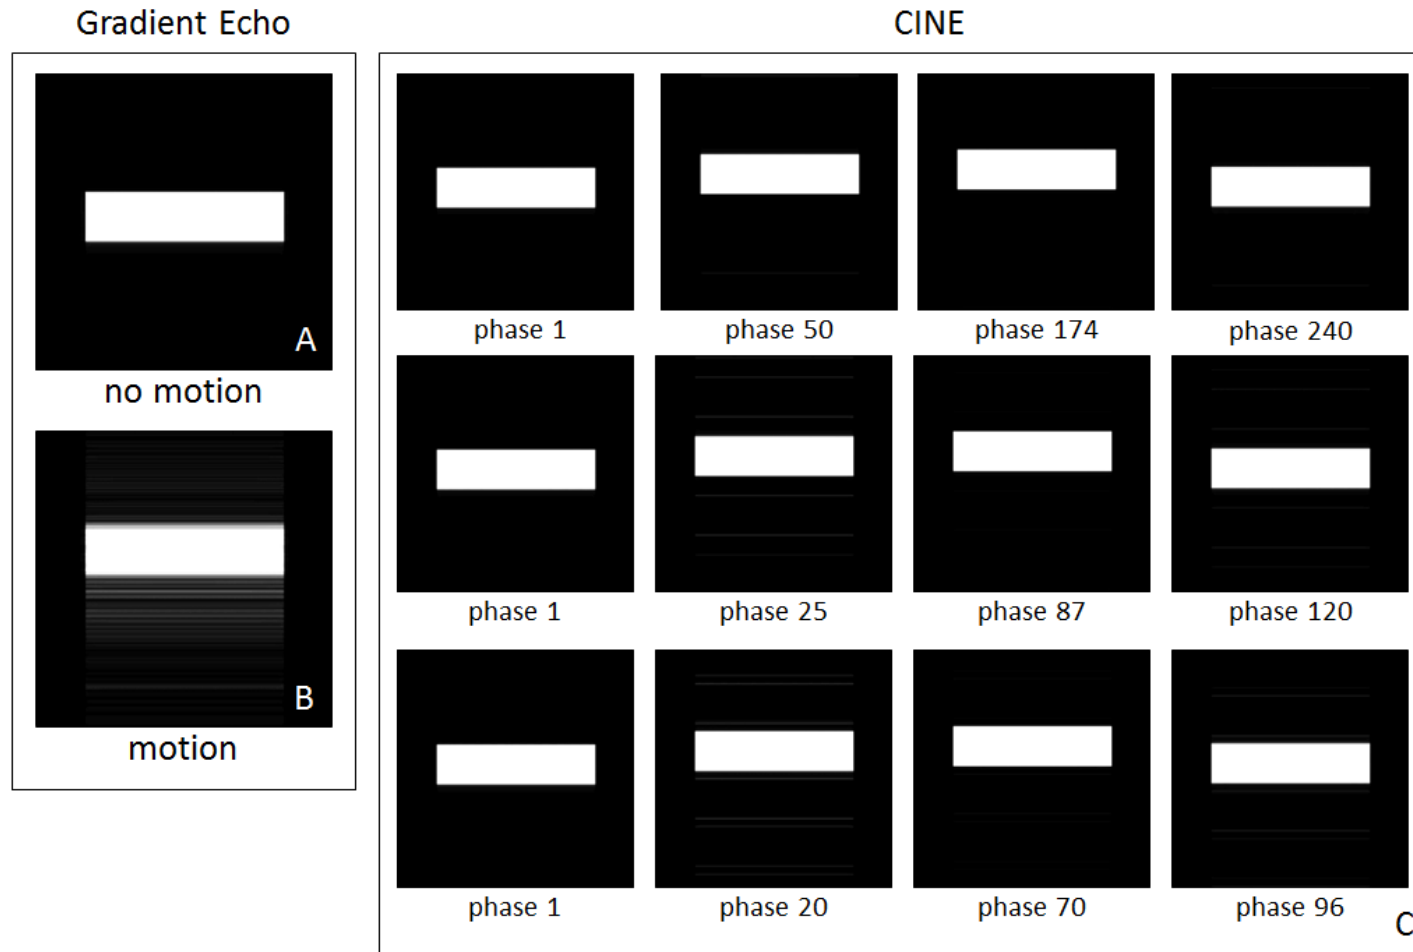 Gradient Echo
CINE
A
no motion
B
motion
phase 1
phase 50
phase 174
phase 240
phase 1
phase 25
phase 87
phase 120
phase 1
phase 20
phase 70
phase 96
C